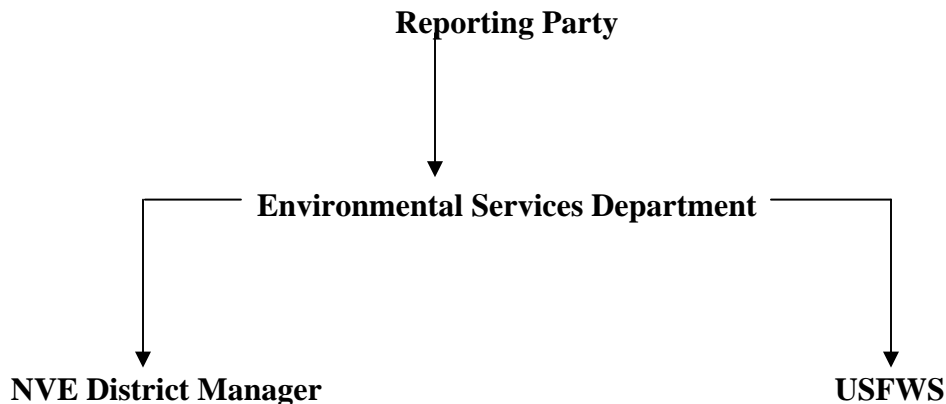 Reporting Party
Environmental Services Department
NVE District Manager
USFWS